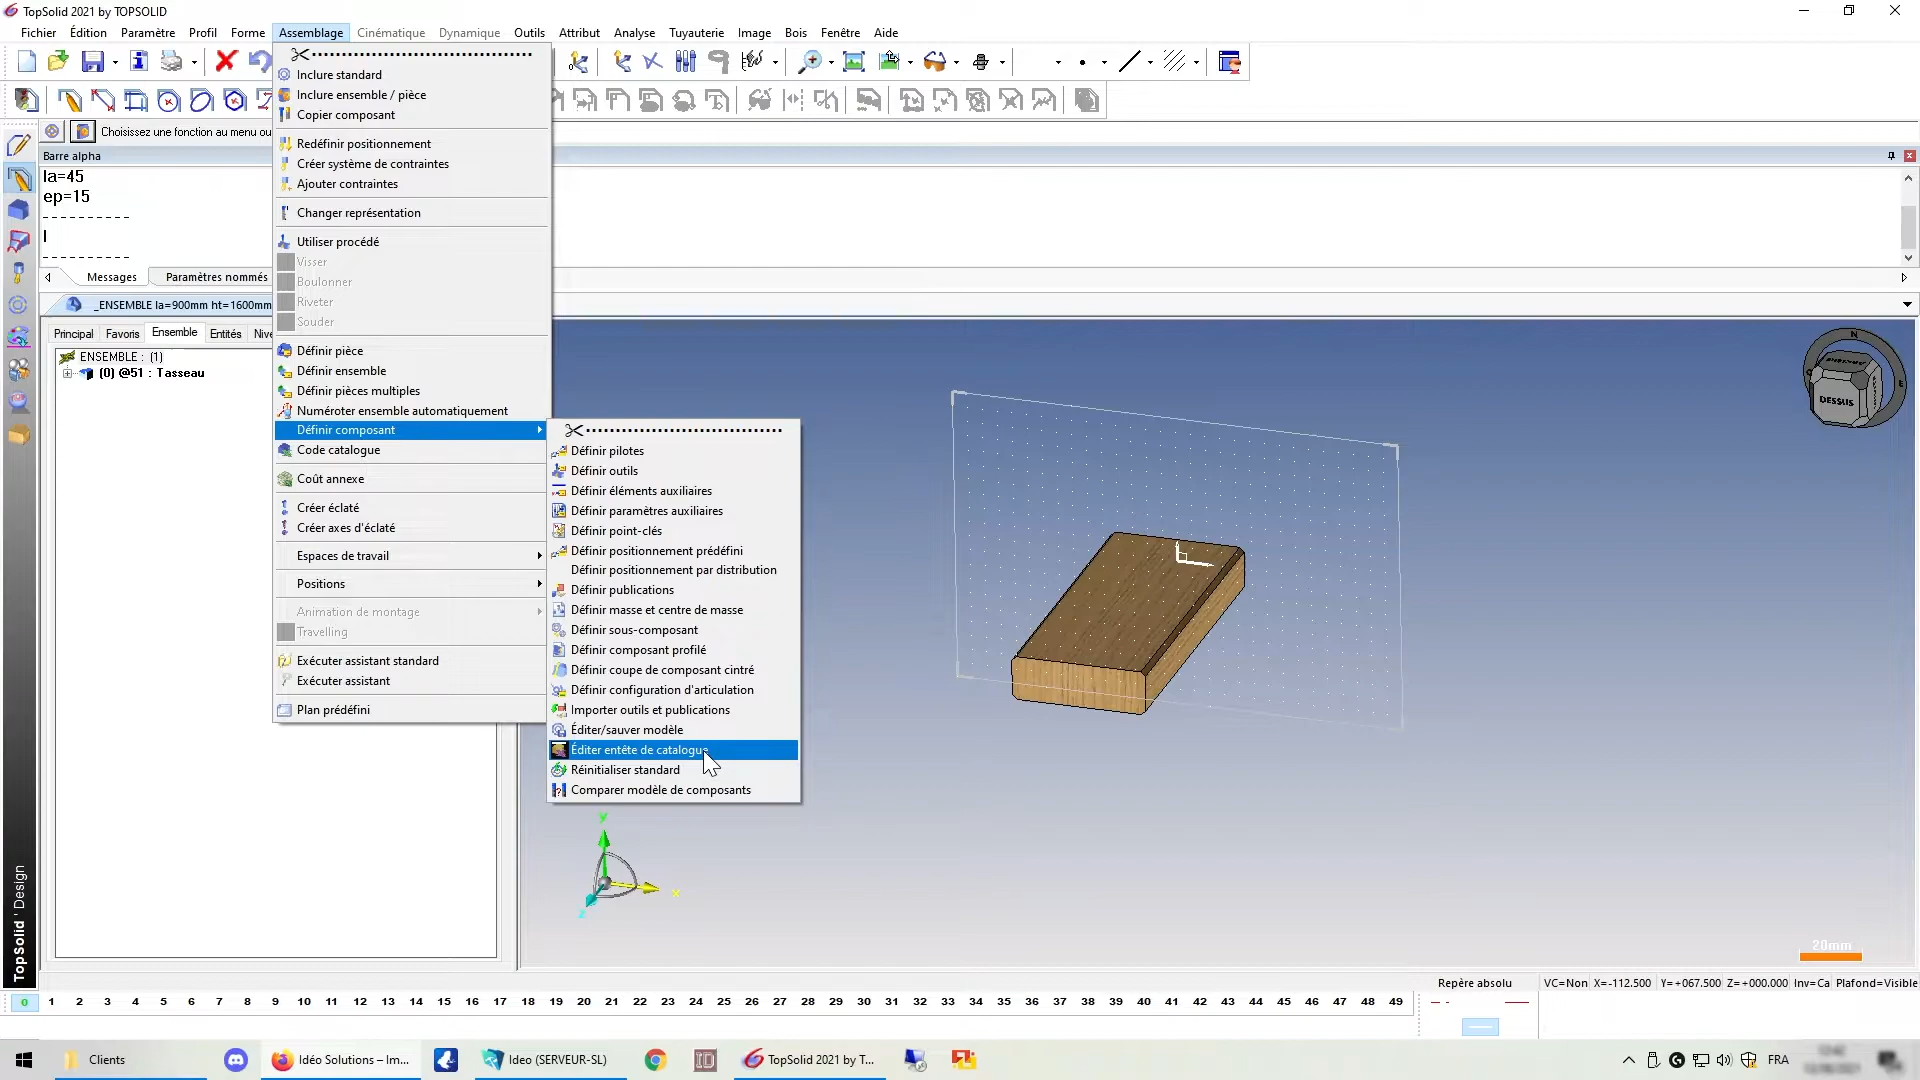 TopSolid 2021 by TOPSOLID
Fichier Édition Paramètre Profil Forme Assemblage Cinématique Dynamique Outils Attribut Analyse Tuyauterie Image Bois Fenêtre Aide
Inclure standard
Inclure ensemble / pièce
Copier composant
Choisissez une fonction au menu ou
Redéfinir positionnement
Barre alpha
Créer système de contraintes
la=45
Ajouter contraintes
ep=15
----------
Changer représentation
Utiliser procédé
----------
Visser
Messages Paramètres nommés
Boulonner
Riveter
_ENSEMBLE la=900mm ht=1600mm
Souder
Principal Favoris Ensemble Entités Nive
Définir pièce
ENSEMBLE : (1)
Définir ensemble
(0) @51 : Tasseau
Définir pièces multiples
Numéroter ensemble automatiquement
Définir composant
Code catalogue
Coût annexe
Créer éclaté
Créer axes d'éclaté
Espaces de travail
Positions
Animation de montage
Travelling
Exécuter assistant standard
Exécuter assistant
Plan prédéfini
Définir pilotes
Définir outils
Définir éléments auxiliaires
Définir paramètres auxiliaires
Définir point-clés
Définir positionnement prédéfini
Définir positionnement par distribution
Définir publications
Définir masse et centre de masse
Définir sous-composant
Définir composant profilé
Définir coupe de composant cintré
Définir configuration d'articulation
Importer outils et publications
Éditer/sauver modèle
Éditer entête de catalogue
Réinitialiser standard
Comparer modèle de composants
N
E
DESSUS
y
x
z
20mm
TopSolid ' Design
Repère absolu VC=Non X=-112.500 Y=+067.500 Z=+000.000 Inv=Ca Plafond=Visible
0 1 2 3 4 5 6 7 8 9 10 11 12 13 14 15 16 17 18 19 20 21 22 23 24 25 26 27 28 29 30 31 32 33 34 35 36 37 38 39 40 41 42 43 44 45 46 47 48 49
Clients Idéo Solutions – Im... Ideo (SERVEUR-SL) TopSolid 2021 by T... FRA